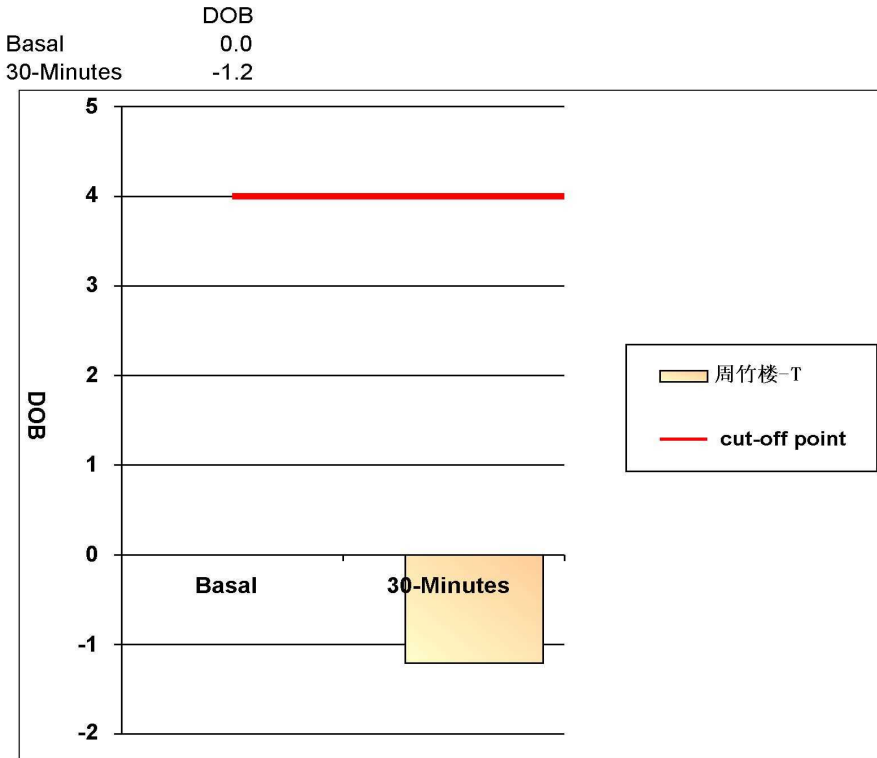 DOB
Basal 0.0
30-Minutes -1.2
5
4
3
2
1
0
-1
-2
DOB
Basal 30-Minutes
周竹楼-T
cut-off point